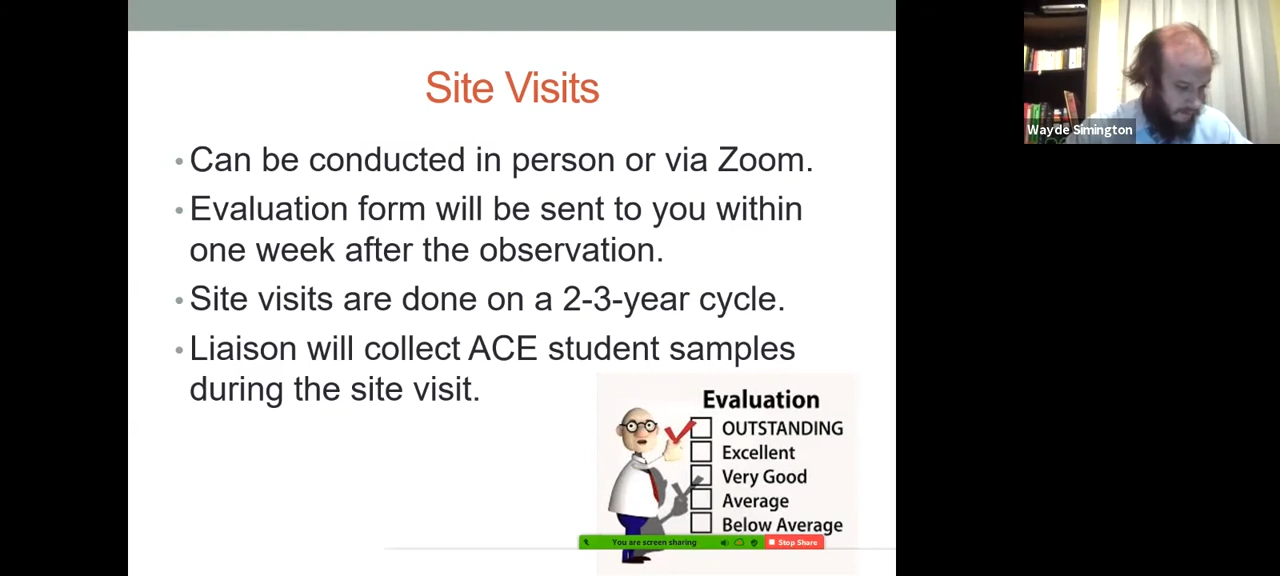 Site Visits
• Can be conducted in person or via Zoom.
• Evaluation form will be sent to you within
one week after the observation.
• Site visits are done on a 2-3-year cycle.
• Liaison will collect ACE student samples
during the site visit.
Evaluation
OUTSTANDING
Excellent
Very Good
Average
Below Average
You are screen sharing
Stop Share
Wayde Simington